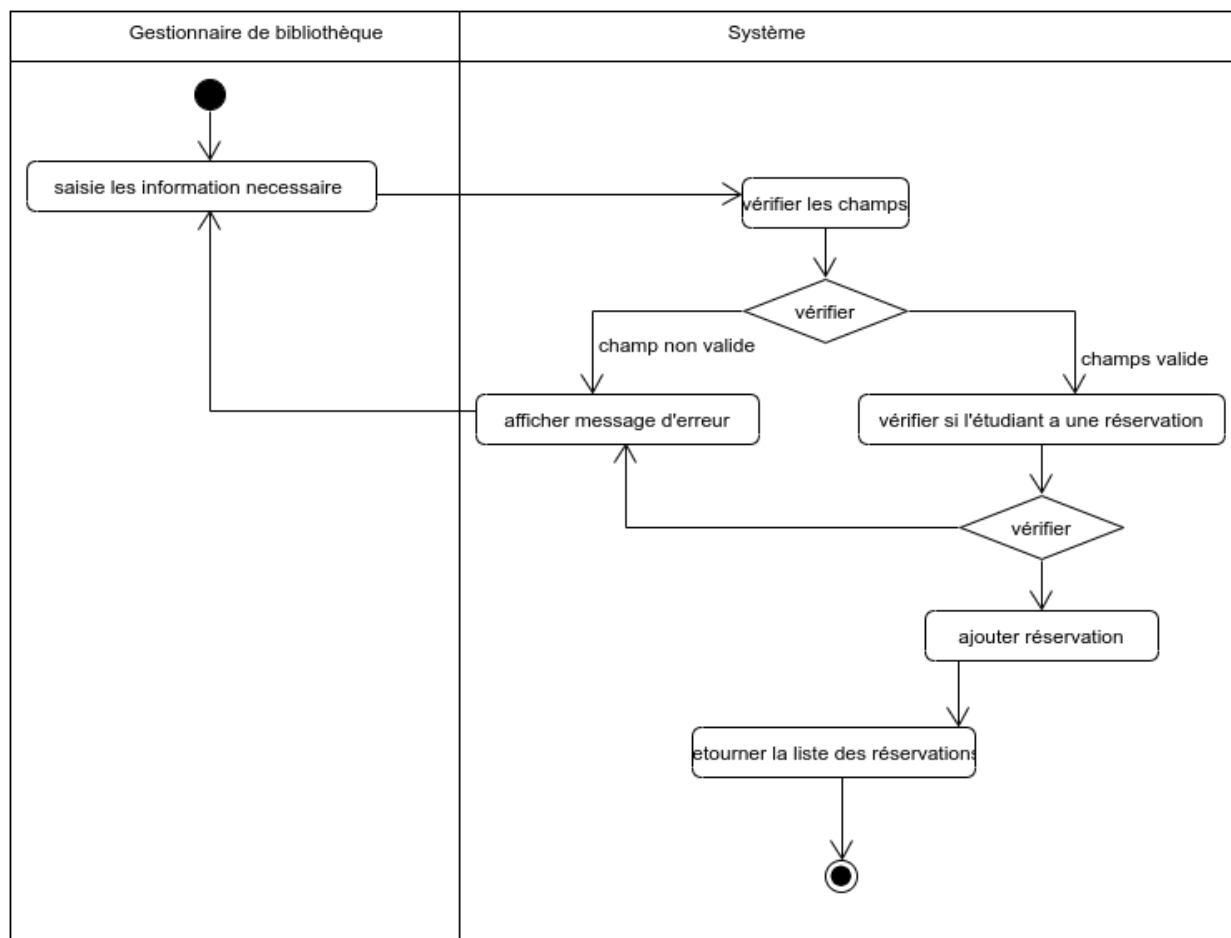 Gestionnaire de bibliothèque
Système
saisie les information necessaire
vérifier les champs
vérifier
champ non valide
champs valide
afficher message d'erreur
vérifier si l'étudiant a une réservation
vérifier
ajouter réservation
etourner la liste des réservations